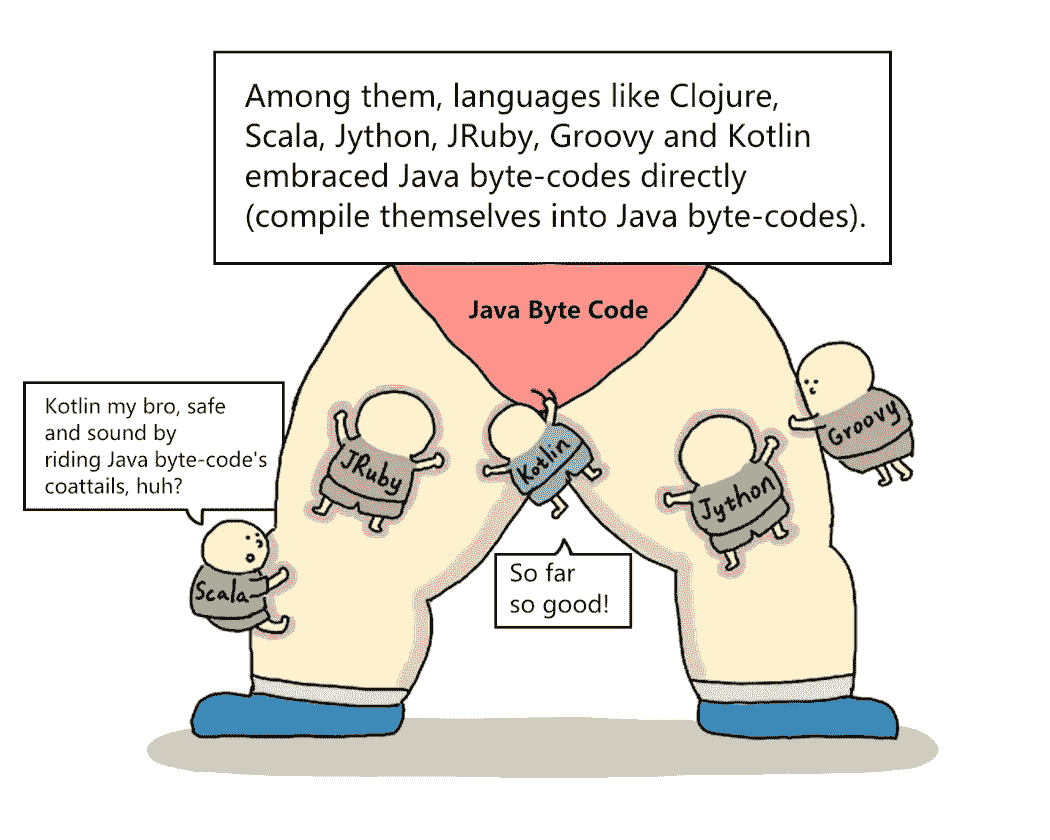 Among them, languages like Clojure,
Scala, Jython, JRuby, Groovy and Kotlin
embraced Java byte-codes directly
(compile themselves into Java byte-codes).
Java Byte Code
Kotlin my bro, safe
and sound by
riding Java byte-code's
coattails, huh?
JRuby
Kotlin
Jython
Groovy
Scala
So far
so good!